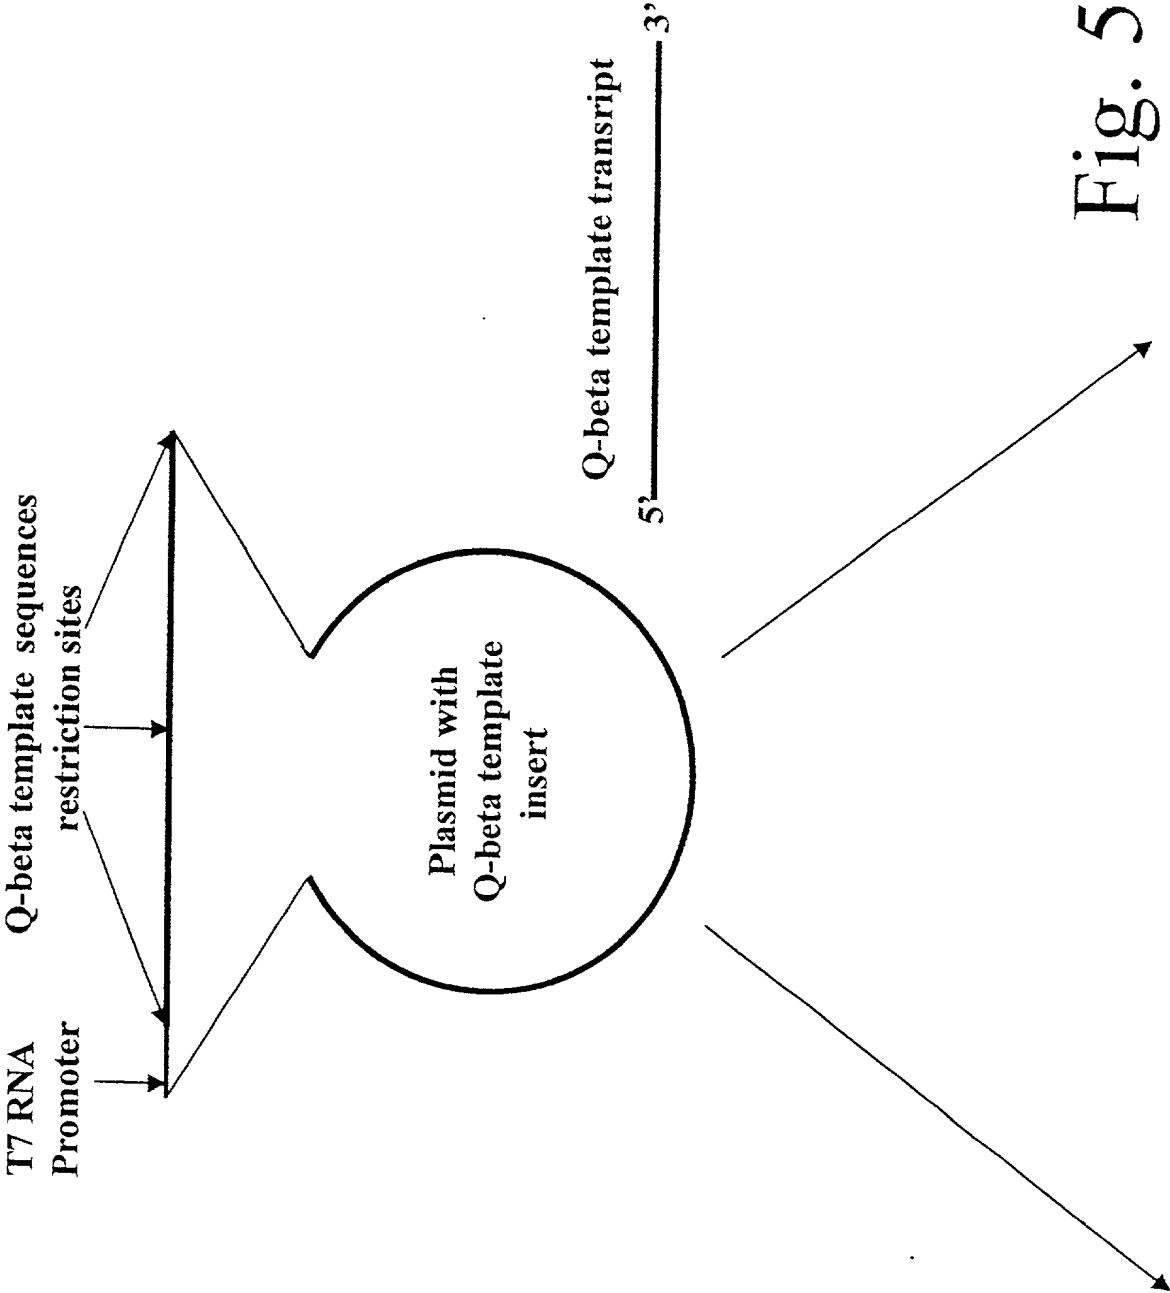 T7 RNA
Promoter
Q-beta template sequences
restriction sites
Plasmid with
Q-beta template
insert
Q-beta template transript
5'
3'
Fig. 5